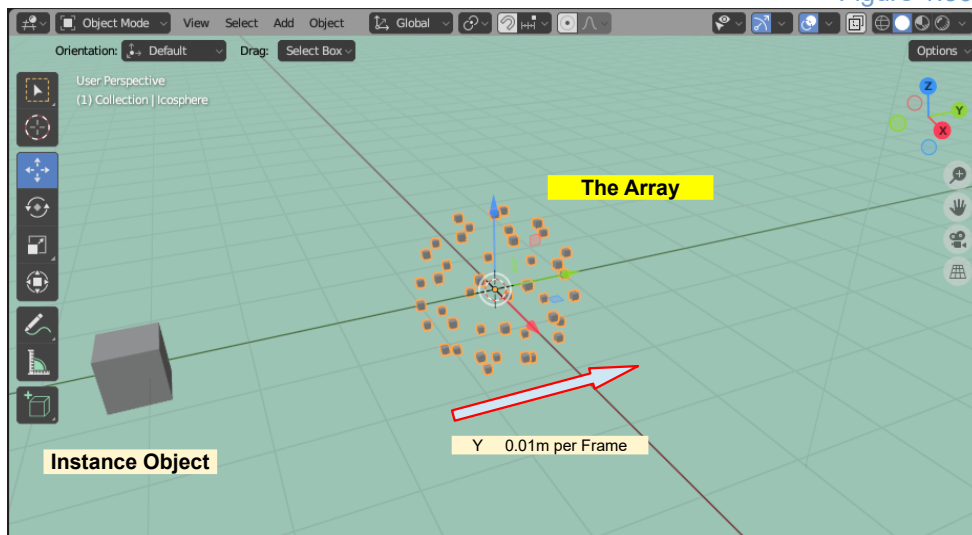 Object Mode View Select Add Object Global
Orientation: Default Drag: Select Box Options
User Perspective
(1) Collection | Icosphere
Z
Y
X
The Array
Y 0.01m per Frame
Instance Object